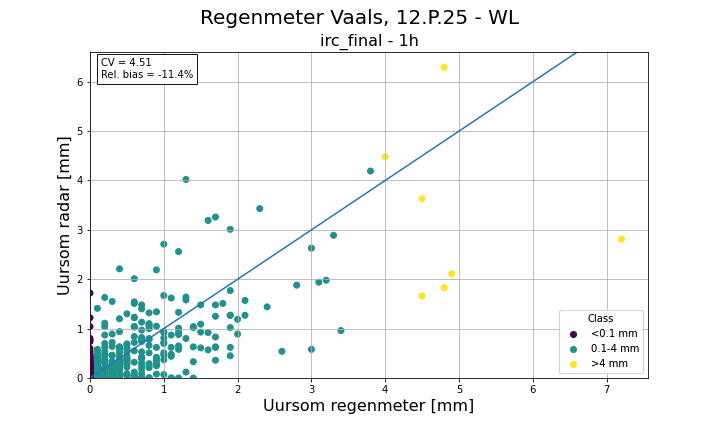 Regenmeter Vaals, 12.P.25 - WL
irc_final - 1h
CV = 4.51
Rel. bias = -11.4%
Uursom radar [mm]
6
5
4
3
2
1
0
0
1
2
3
4
5
6
7
Uursom regenmeter [mm]
Class
<0.1 mm
0.1-4 mm
>4 mm